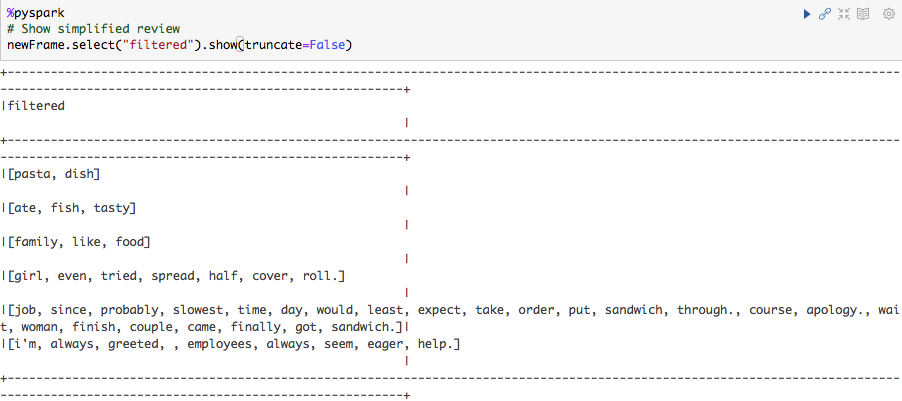 %pyspark
# Show simplified review
newFrame.select("filtered").show(truncate=False)
+-----------------------------------------------------------------------------------------------------------------------
------------------------------------------------------+
|filtered
|
+-----------------------------------------------------------------------------------------------------------------------
------------------------------------------------------+
|[pasta, dish]
|
|[ate, fish, tasty]
|
|[family, like, food]
|
|[girl, even, tried, spread, half, cover, roll.]
|
|[job, since, probably, slowest, time, day, would, least, expect, take, order, put, sandwich, through., course, apology., wai
t, woman, finish, couple, came, finally, got, sandwich.]|
|[i'm, always, greeted, , employees, always, seem, eager, help.]
|
+-----------------------------------------------------------------------------------------------------------------------
------------------------------------------------------+